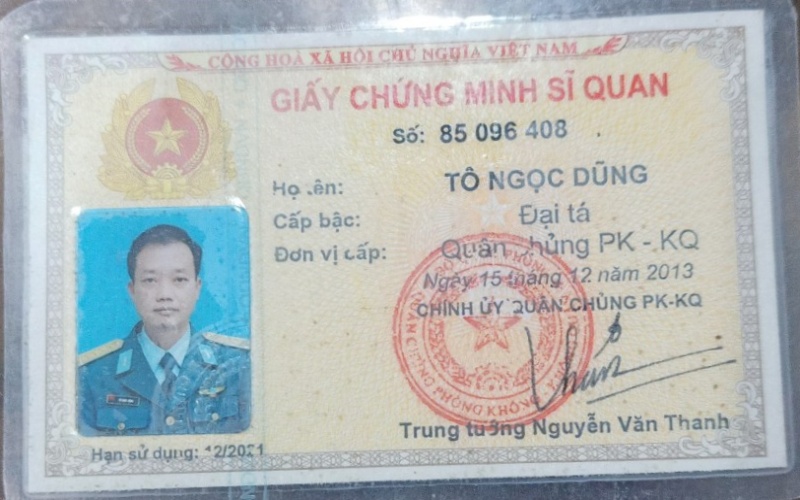 CỘNG HOÀ XÃ HỘI CHỦ NGHĨA VIỆT NAM
GIẤY CHỨNG MINH SĨ QUAN
Số: 85 096 408
Họ tên: TÔ NGỌC DŨNG
Cấp bậc: Đại tá
Đơn vị cấp: Quân chủng PK - KQ
Ngày 15 tháng 12 năm 2013
CHÍNH ỦY QUÂN CHỦNG PK-KQ
Trung tướng Nguyễn Văn Thanh
Hạn sử dụng: 12/2021